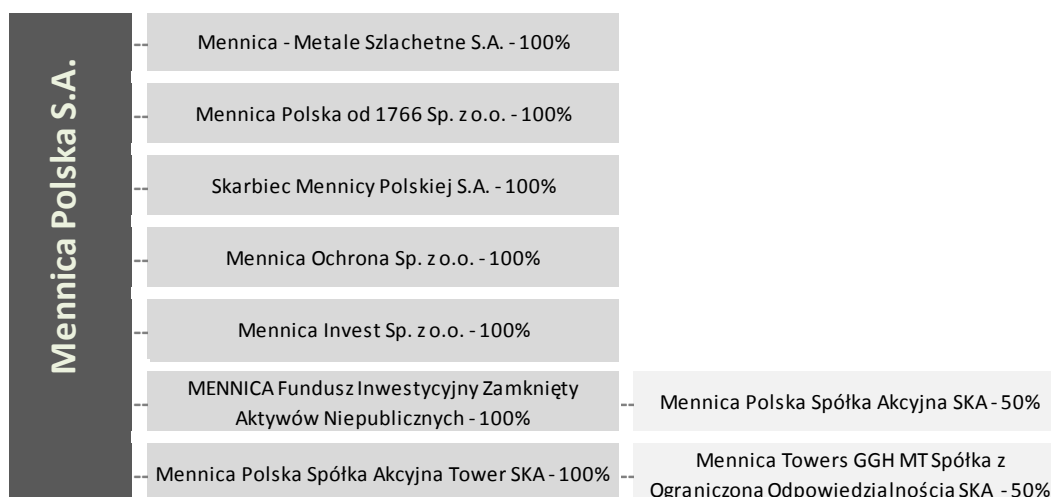 Mennica Polska S.A.
Mennica - Metale Szlachetne S.A. - 100%
Mennica Polska od 1766 Sp. z o.o. - 100%
Skarbiec Mennicy Polskiej S.A. - 100%
Mennica Ochrona Sp. z o.o. - 100%
Mennica Invest Sp. z o.o. - 100%
MENNICA Fundusz Inwestycyjny Zamknięty
Aktywów Niepublicznych - 100%
Mennica Polska Spółka Akcyjna SKA - 50%
Mennica Polska Spółka Akcyjna Tower SKA - 100%
Mennica Towers GGH MT Spółka z
Ograniczoną Odpowiedzialnością SKA - 50%